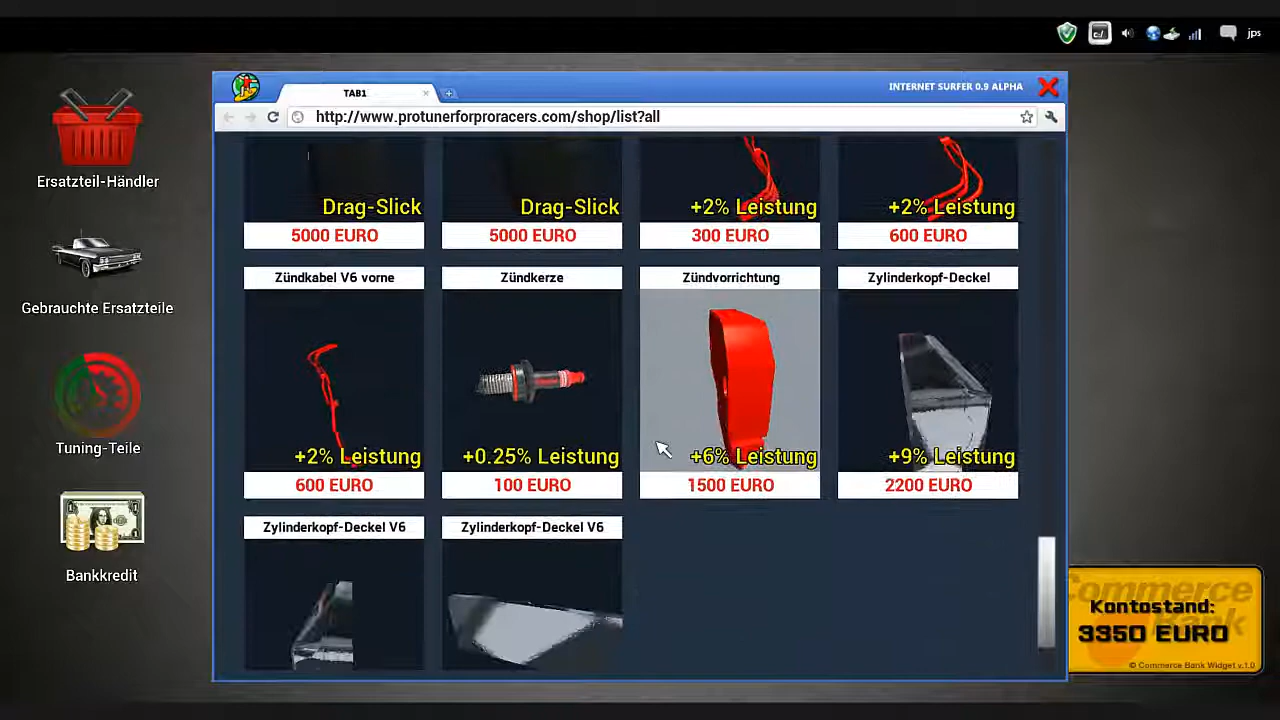 jps
TAB1
INTERNET SURFER 0.9 ALPHA
http://www.protunerforproracers.com/shop/list?all
Ersatzteil-Händler
Gebrauchte Ersatzteile
Tuning-Teile
Bankkredit
Drag-Slick
Drag-Slick
+2% Leistung
+2% Leistung
5000 EURO
5000 EURO
300 EURO
600 EURO
Zündkabel V6 vorne
Zündkerze
Zündvorrichtung
Zylinderkopf-Deckel
+2% Leistung
+0.25% Leistung
+6% Leistung
+9% Leistung
600 EURO
100 EURO
1500 EURO
2200 EURO
Zylinderkopf-Deckel V6
Zylinderkopf-Deckel V6
Commerce
Bank
Kontostand:
3350 EURO
© Commerce Bank Widget v.1.0